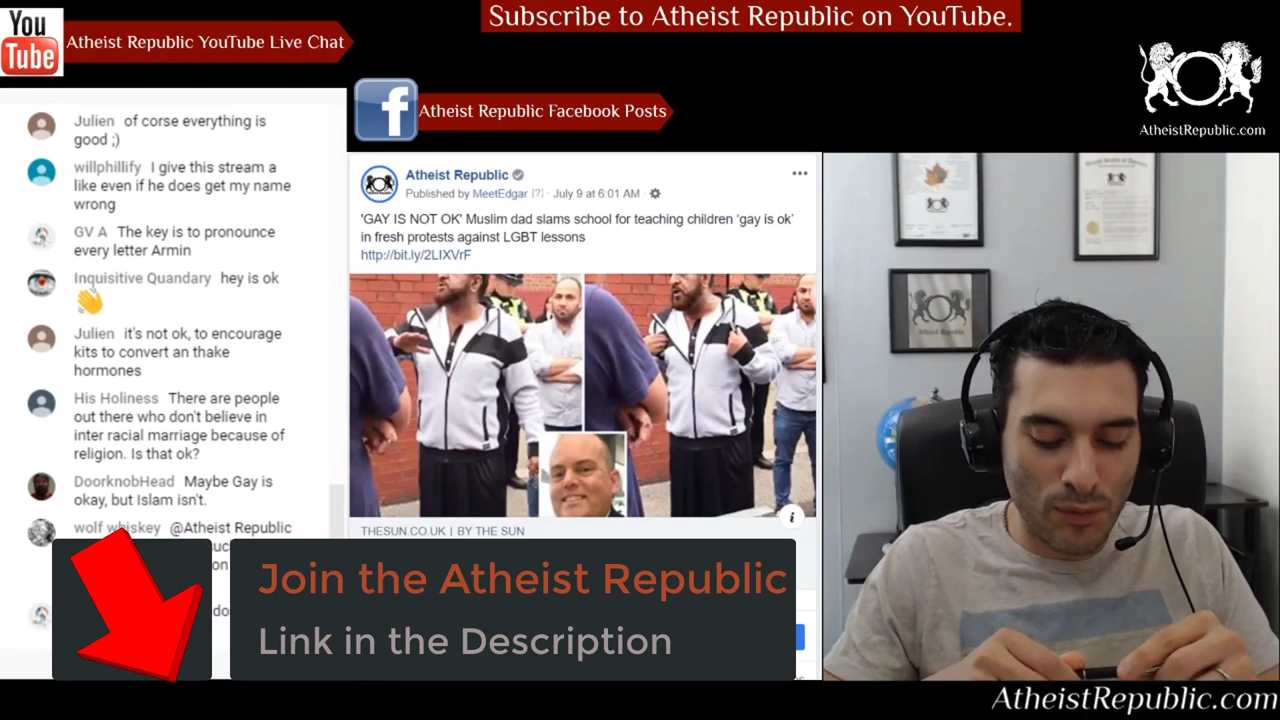 You
Tube
Atheist Republic YouTube Live Chat
Subscribe to Atheist Republic on YouTube.
AtheistRepublic.com
Atheist Republic Facebook Posts
Julien of corse everything is
good ;)
willphillify I give this stream a
like even if he does get my name
wrong
GV A The key is to pronounce
every letter Armin
Inquisitive Quandary hey is ok
Julien it's not ok, to encourage
kits to convert an thake
hormones
His Holiness There are people
out there who don't believe in
inter racial marriage because of
religion. Is that ok?
DoorknobHead Maybe Gay is
okay, but Islam isn't.
wolf whiskey @Atheist Republic
Atheist Republic
Published by MeetEdgar [?] · July 9 at 6:01 AM ·
'GAY IS NOT OK' Muslim dad slams school for teaching children 'gay is ok'
in fresh protests against LGBT lessons
http://bit.ly/2LIXVrF
THESUN.CO.UK | BY THE SUN
Join the Atheist Republic
Link in the Description
AtheistRepublic.com